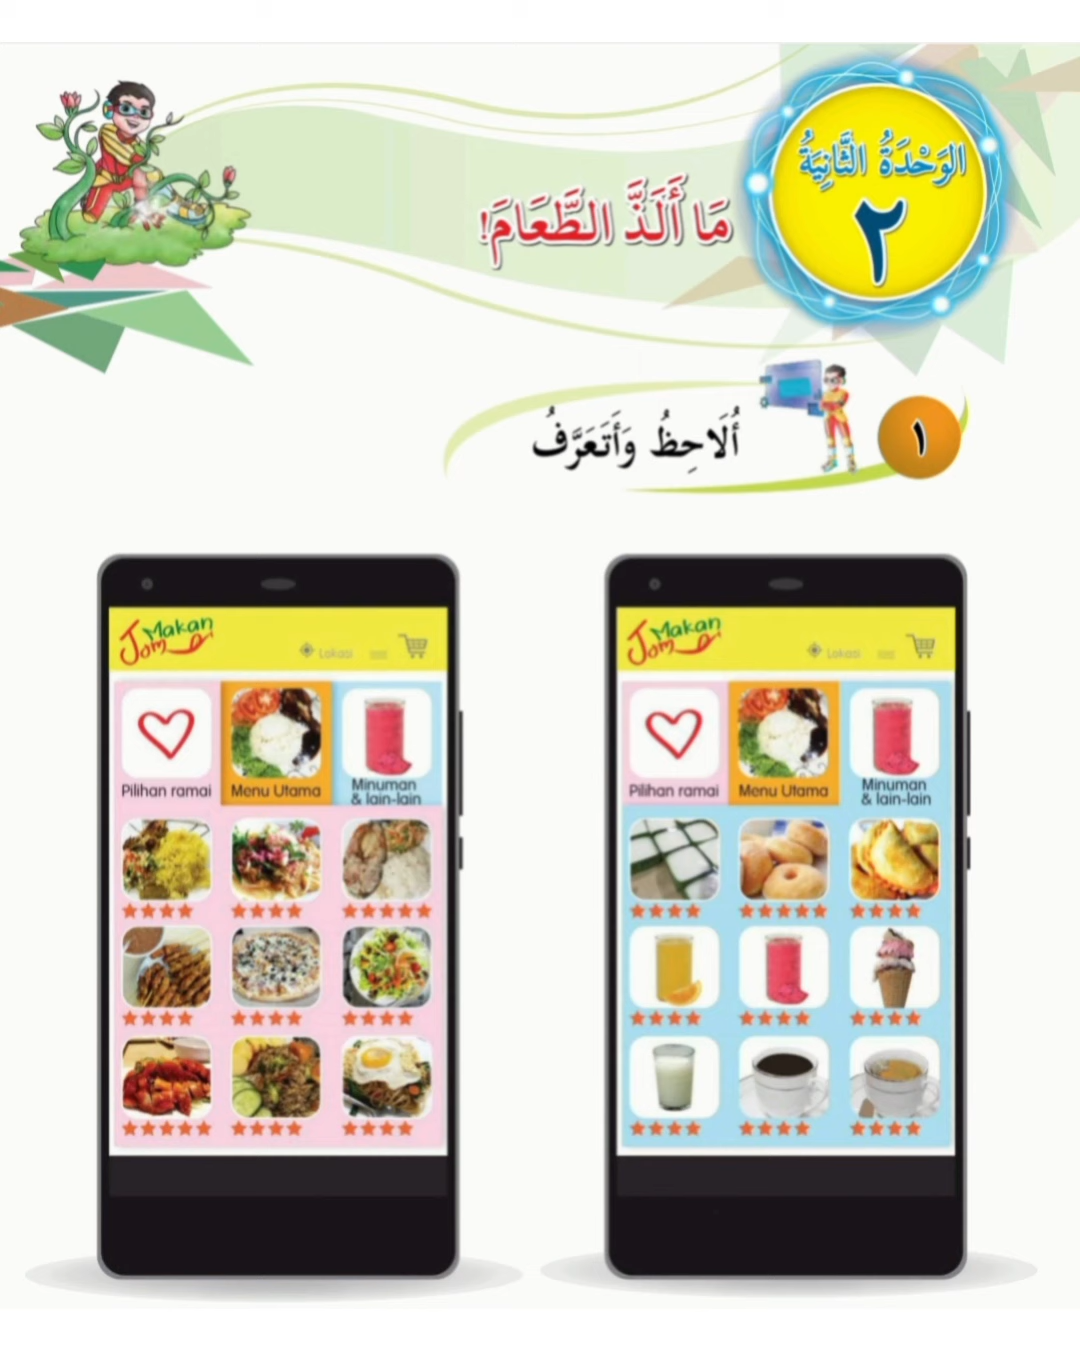 الوَحْدَةُ الثَّانِيَةُ
٢
مَا أَلَذَّ الطَّعَامَ!
١
أُلَاحِظُ وَأَتَعَرَّفُ
Jom Makan
Lokasi
Pilihan ramai
Menu Utama
Minuman
& lain-lain
Jom Makan
Lokasi
Pilihan ramai
Menu Utama
Minuman
& lain-lain